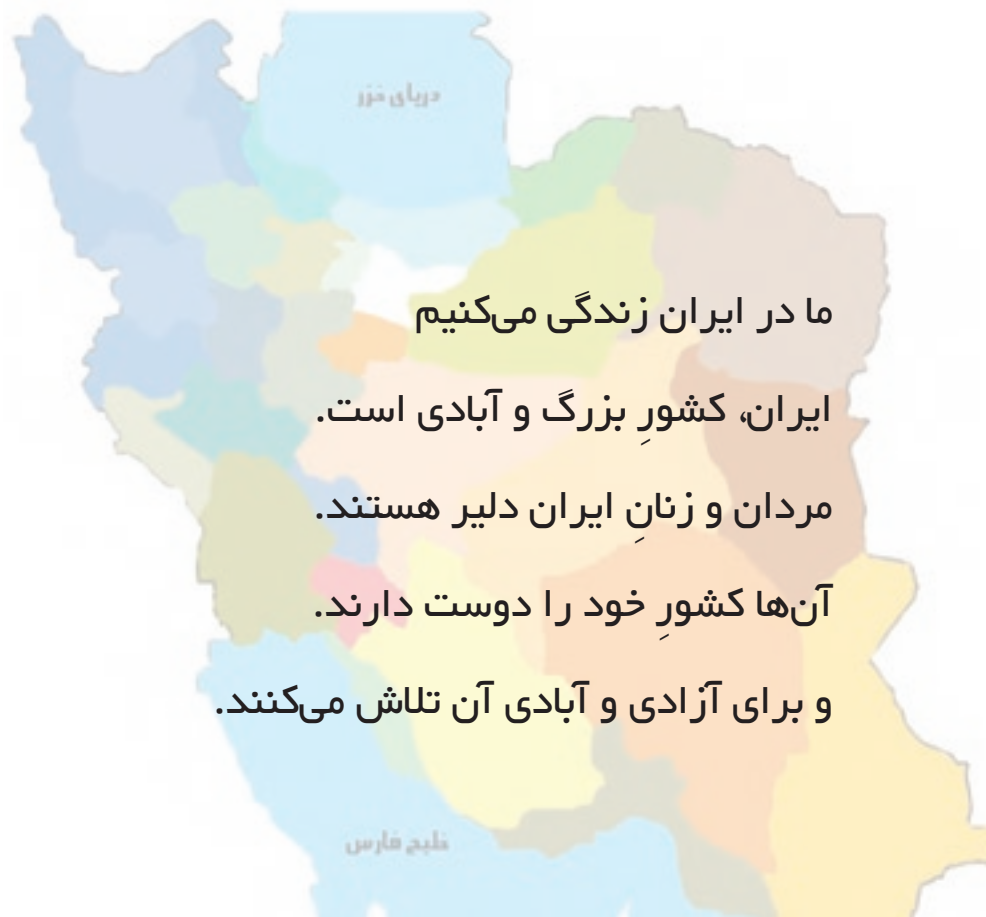 دریای خزر
ما در ایران زندگی می‌کنیم
ایران، کشورِ بزرگ و آبادی است.
مردان و زنانِ ایران دلیر هستند.
آن‌ها کشورِ خود را دوست دارند.
و برای آزادی و آبادی آن تلاش می‌کنند.
خلیج فارس